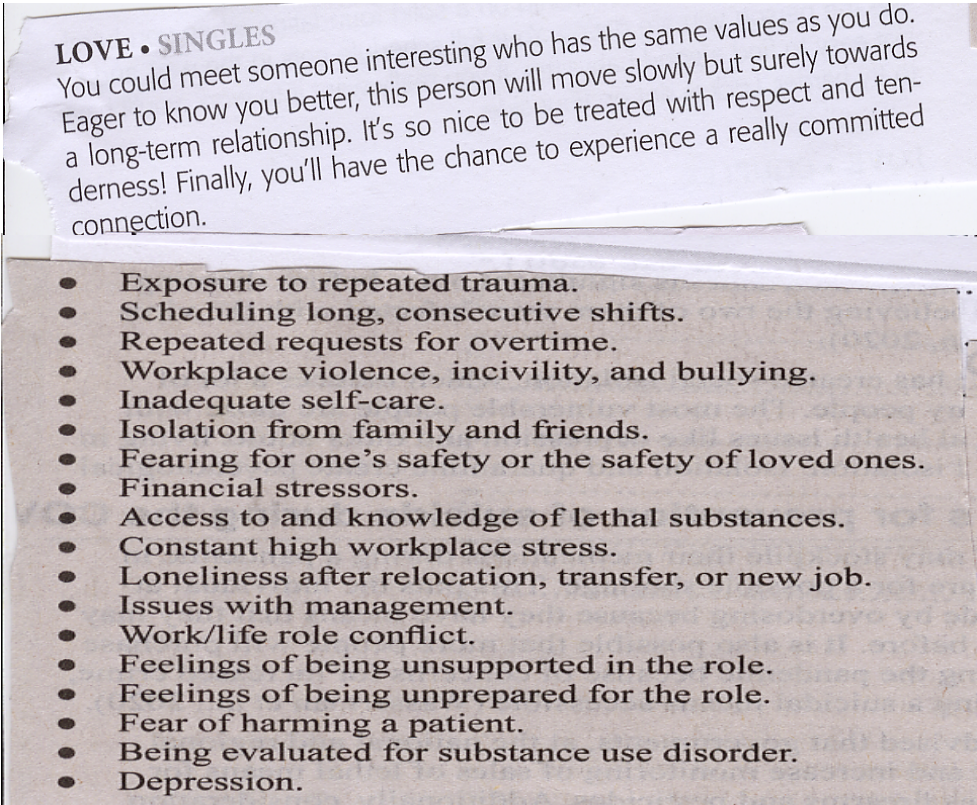 LOVE • SINGLES
You could meet someone interesting who has the same values as you do.
Eager to know you better, this person will move slowly but surely towards
a long-term relationship. It's so nice to be treated with respect and ten-
derness! Finally, you'll have the chance to experience a really committed
connection.
• Exposure to repeated trauma.
• Scheduling long, consecutive shifts.
• Repeated requests for overtime.
• Workplace violence, incivility, and bullying.
• Inadequate self-care.
• Isolation from family and friends.
• Fearing for one's safety or the safety of loved ones.
• Financial stressors.
• Access to and knowledge of lethal substances.
• Constant high workplace stress.
• Loneliness after relocation, transfer, or new job.
• Issues with management.
• Work/life role conflict.
• Feelings of being unsupported in the role.
• Feelings of being unprepared for the role.
• Fear of harming a patient.
• Being evaluated for substance use disorder.
• Depression.